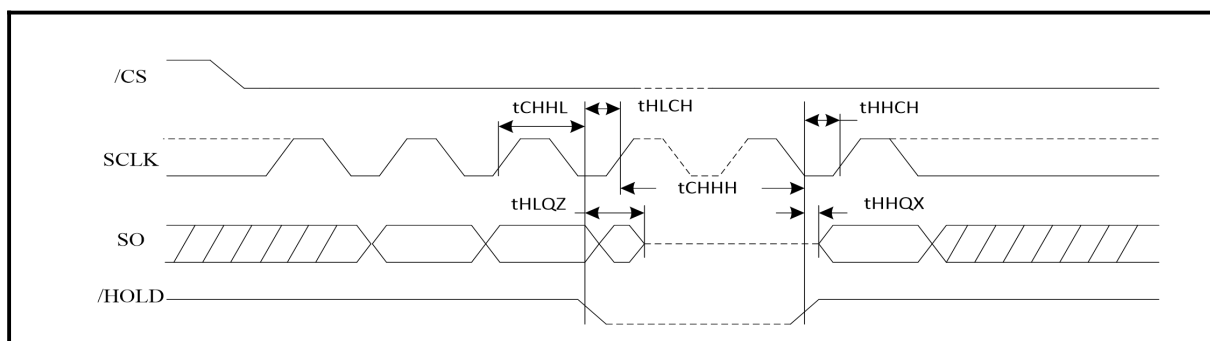 /CS
tCHHL
tHLCH
tHHCH
SCLK
tCHHH
tHLQZ
tHHQX
SO
/HOLD